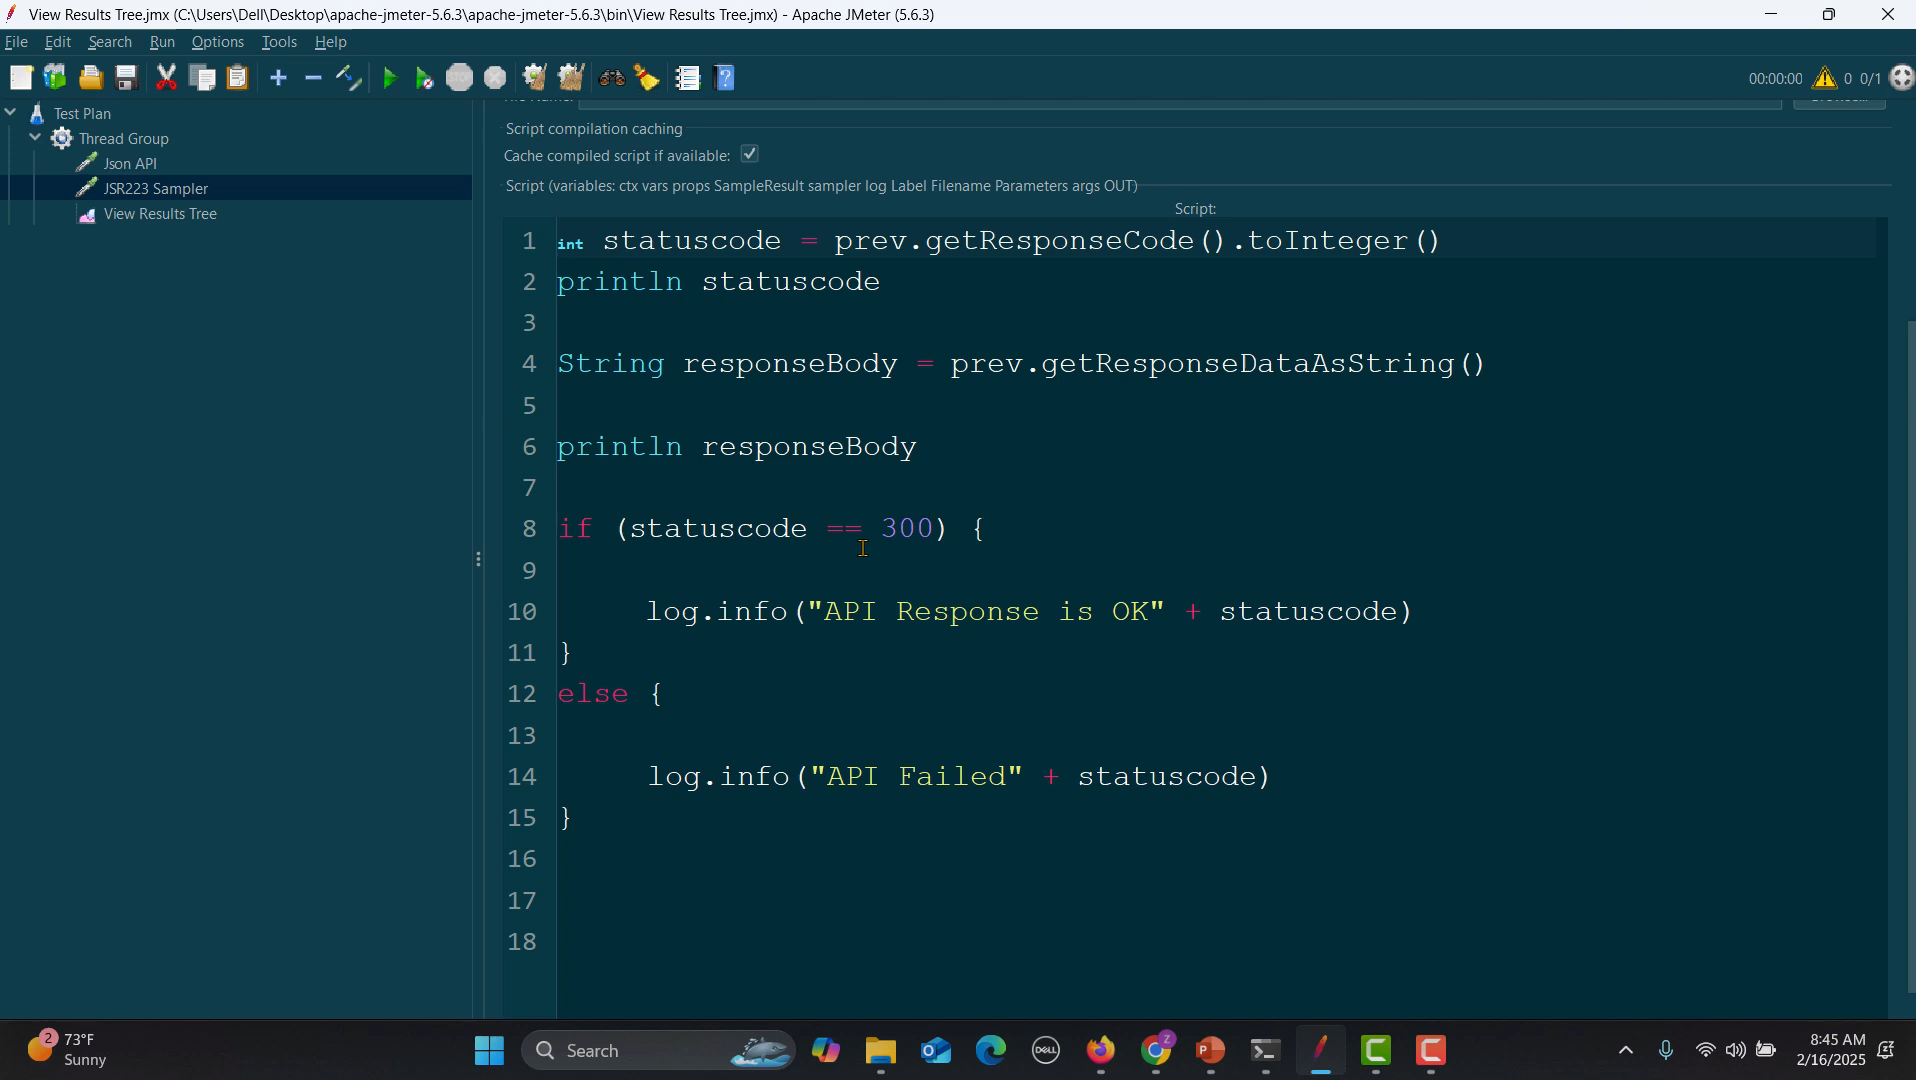 View Results Tree.jmx (C:\Users\Dell\Desktop\apache-jmeter-5.6.3\apache-jmeter-5.6.3\bin\View Results Tree.jmx) - Apache JMeter (5.6.3)
File Edit Search Run Options Tools Help
STOP
00:00:00 0 0/1
Test Plan
Thread Group
Json API
JSR223 Sampler
View Results Tree
Script compilation caching
Cache compiled script if available:
Script (variables: ctx vars props SampleResult sampler log Label Filename Parameters args OUT)
Script:
1 int statuscode = prev.getResponseCode().toInteger()
2 println statuscode
3
4 String responseBody = prev.getResponseDataAsString()
5
6 println responseBody
7
8 if (statuscode == 300) {
9
10 log.info("API Response is OK" + statuscode)
11 }
12 else {
13
14 log.info("API Failed" + statuscode)
15 }
16
17
18
2
73°F
Sunny
Search
DELL
8:45 AM
2/16/2025